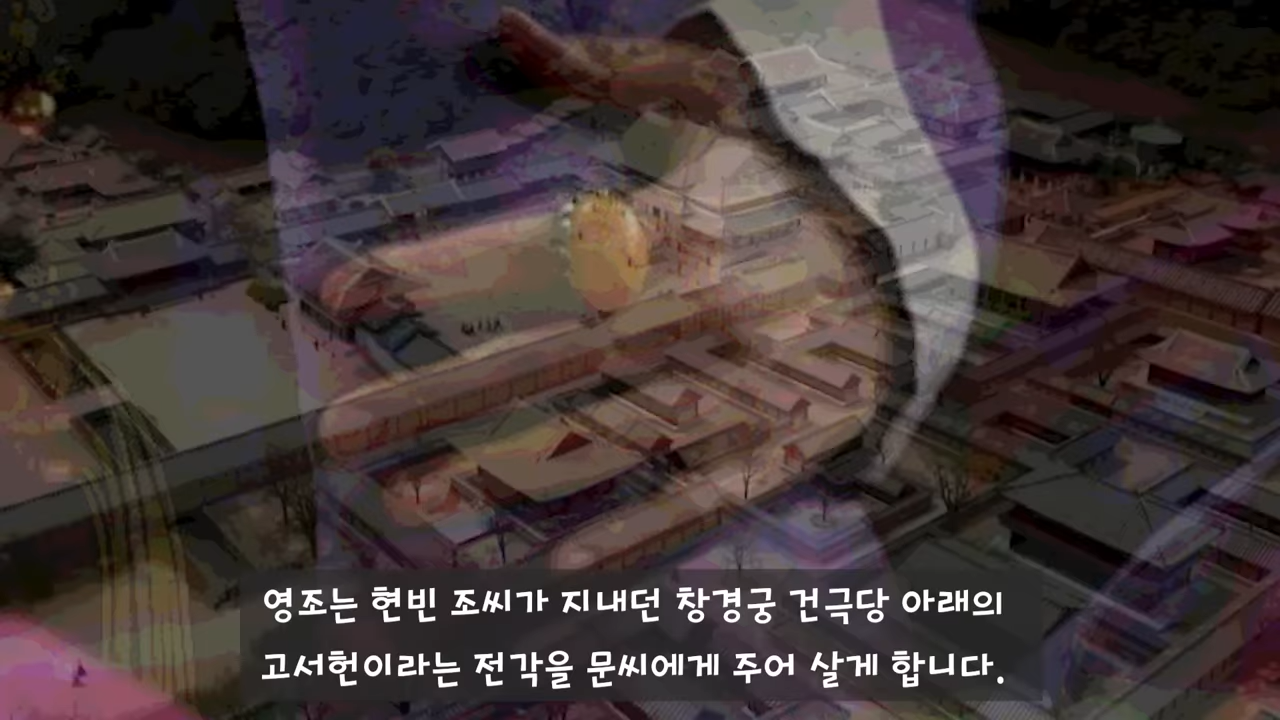 영조는 현빈 조씨가 지내던 창경궁 건극당 아래의
고서헌이라는 전각을 문씨에게 주어 살게 합니다.